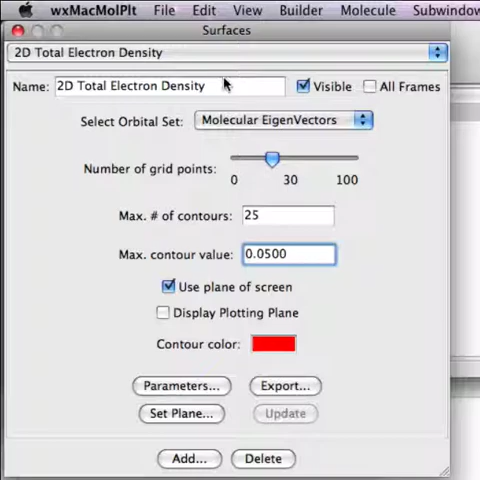 wxMacMolPlt File Edit View Builder Molecule Subwindow
Surfaces
2D Total Electron Density
Name: 2D Total Electron Density Visible All Frames
Select Orbital Set: Molecular EigenVectors
Number of grid points:
0 30 100
Max. # of contours: 25
Max. contour value: 0.0500
Use plane of screen
Display Plotting Plane
Contour color:
Parameters... Export...
Set Plane... Update
Add... Delete